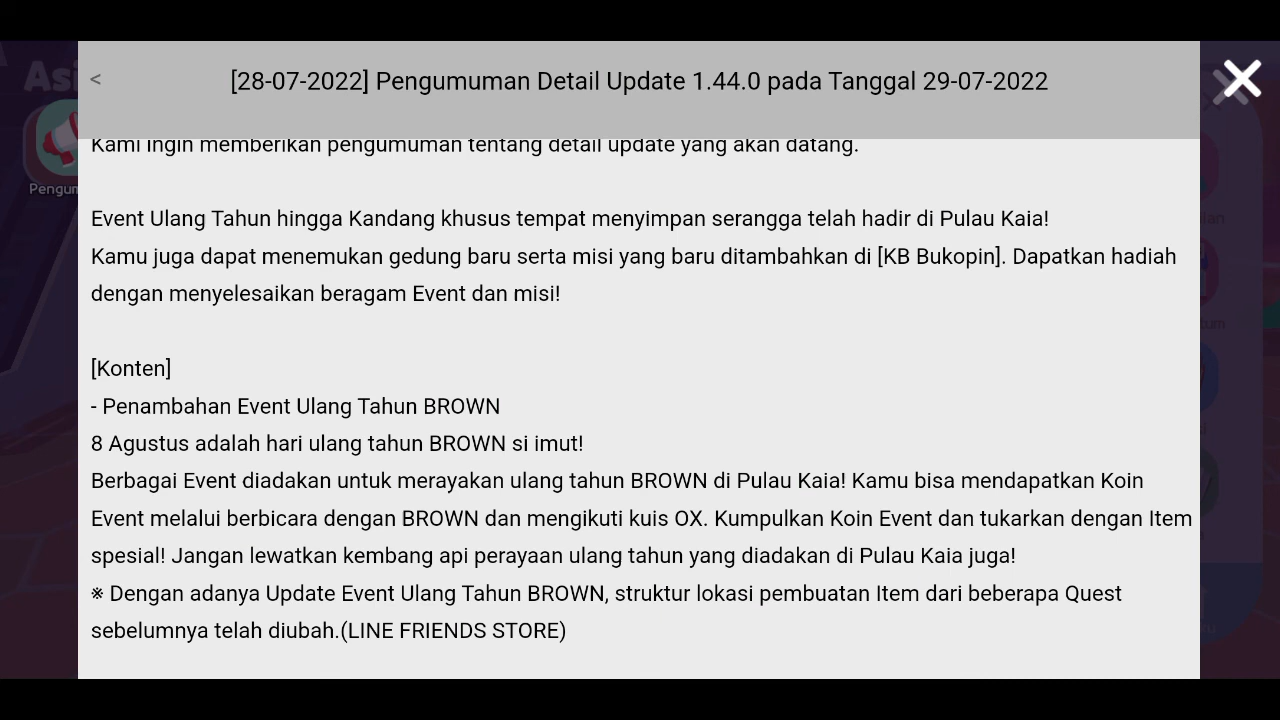 [28-07-2022] Pengumuman Detail Update 1.44.0 pada Tanggal 29-07-2022
<
Asi
Pengum
Kami ingin memberikan pengumuman tentang detail update yang akan datang.
Event Ulang Tahun hingga Kandang khusus tempat menyimpan serangga telah hadir di Pulau Kaia!
Kamu juga dapat menemukan gedung baru serta misi yang baru ditambahkan di [KB Bukopin]. Dapatkan hadiah
dengan menyelesaikan beragam Event dan misi!
[Konten]
- Penambahan Event Ulang Tahun BROWN
8 Agustus adalah hari ulang tahun BROWN si imut!
Berbagai Event diadakan untuk merayakan ulang tahun BROWN di Pulau Kaia! Kamu bisa mendapatkan Koin
Event melalui berbicara dengan BROWN dan mengikuti kuis OX. Kumpulkan Koin Event dan tukarkan dengan Item
spesial! Jangan lewatkan kembang api perayaan ulang tahun yang diadakan di Pulau Kaia juga!
※ Dengan adanya Update Event Ulang Tahun BROWN, struktur lokasi pembuatan Item dari beberapa Quest
sebelumnya telah diubah.(LINE FRIENDS STORE)